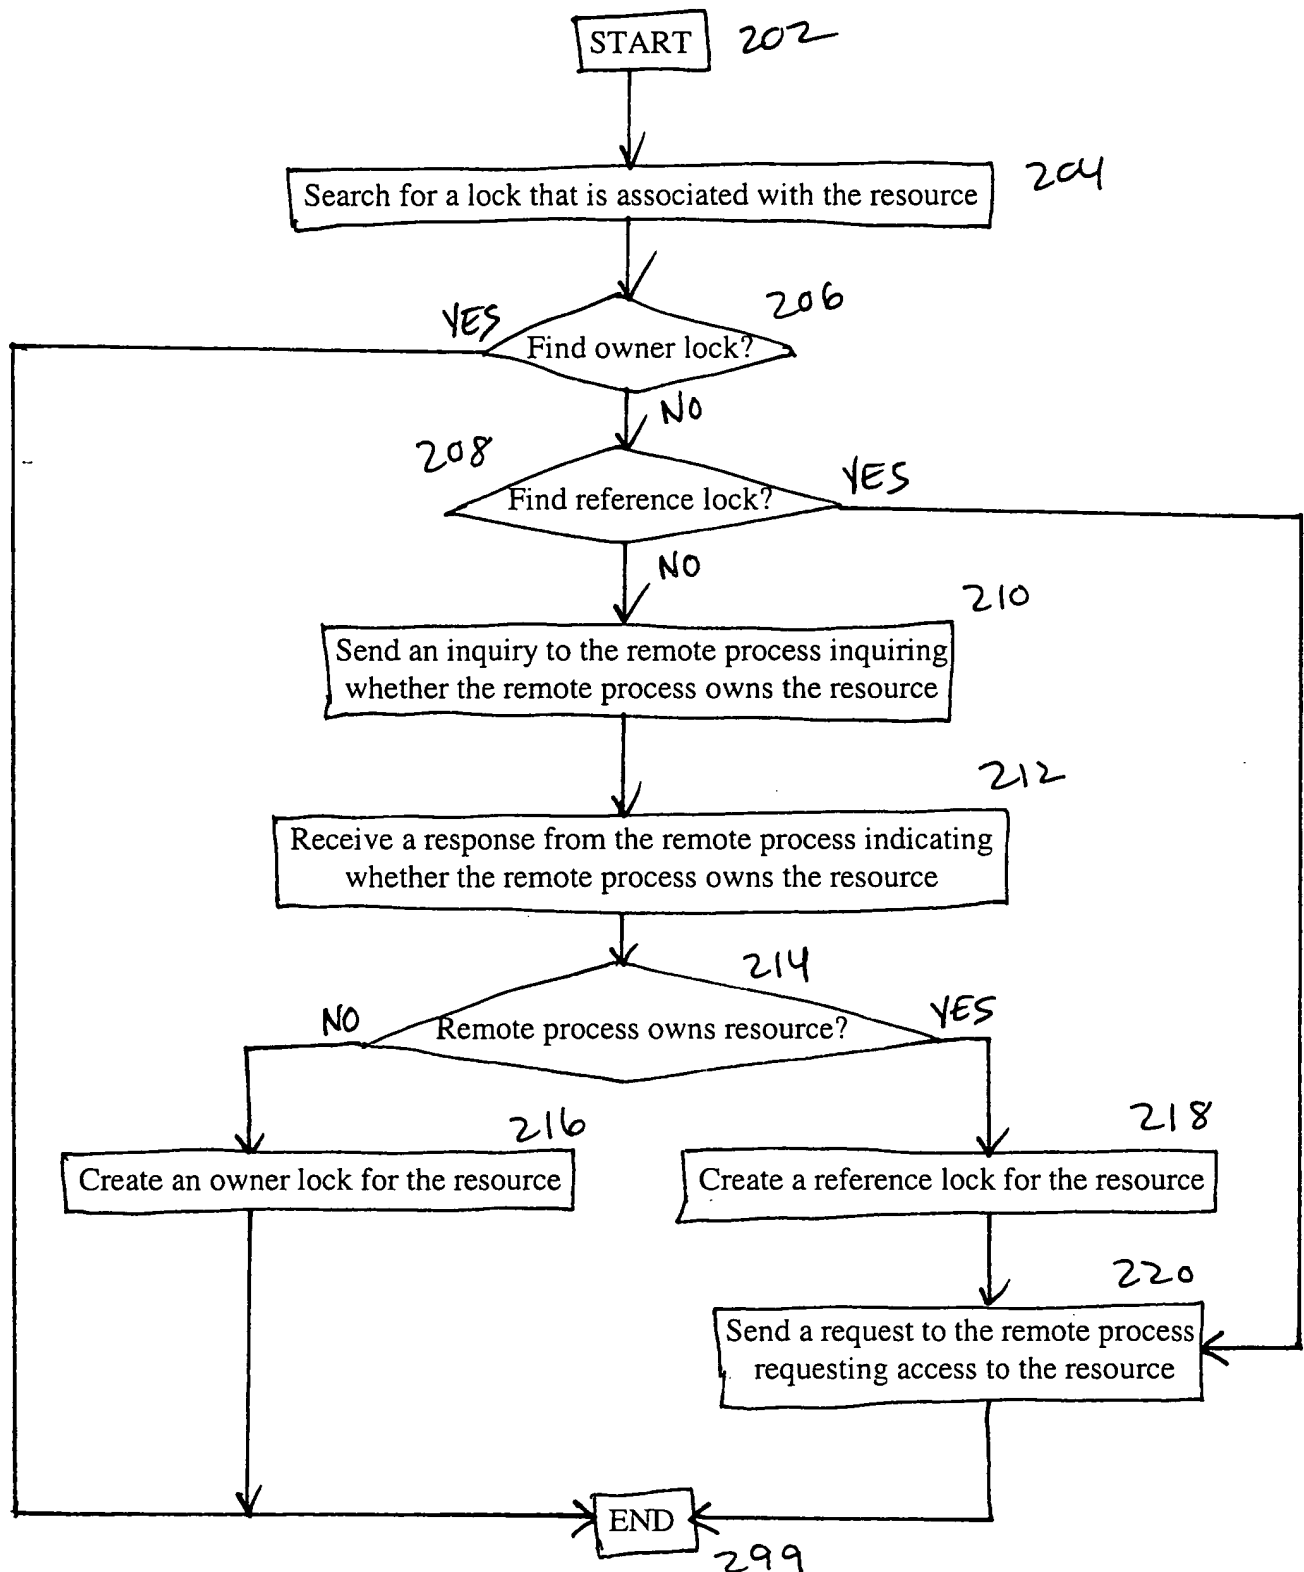 START 202
Search for a lock that is associated with the resource 204
206
YES
Find owner lock?
NO
208
YES
Find reference lock?
NO
210
Send an inquiry to the remote process inquiring
whether the remote process owns the resource
212
Receive a response from the remote process indicating
whether the remote process owns the resource
214
NO
YES
Remote process owns resource?
216
218
Create an owner lock for the resource
Create a reference lock for the resource
220
Send a request to the remote process
requesting access to the resource
END
299